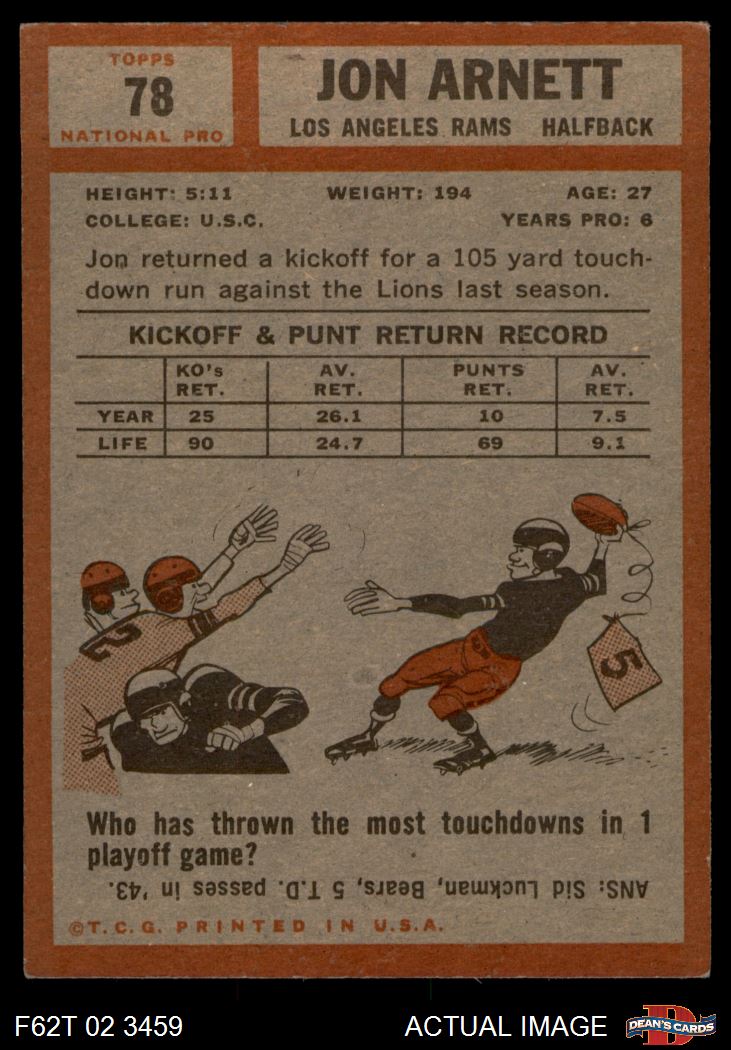 TOPPS
78
NATIONAL PRO
JON ARNETT
LOS ANGELES RAMS HALFBACK
HEIGHT: 5:11 WEIGHT: 194 AGE: 27
COLLEGE: U.S.C. YEARS PRO: 6
Jon returned a kickoff for a 105 yard touch-
down run against the Lions last season.
KICKOFF & PUNT RETURN RECORD
KO's RET. AV. RET. PUNTS RET. AV. RET.
YEAR 25 26.1 10 7.5
LIFE 90 24.7 69 9.1
2
5
Who has thrown the most touchdowns in 1
playoff game?
ANS: Sid Luckman, Bears, 5 T.D. passes in '43.
©T.C.G. PRINTED IN U.S.A.
F62T 02 3459 ACTUAL IMAGE DEAN'S CARDS